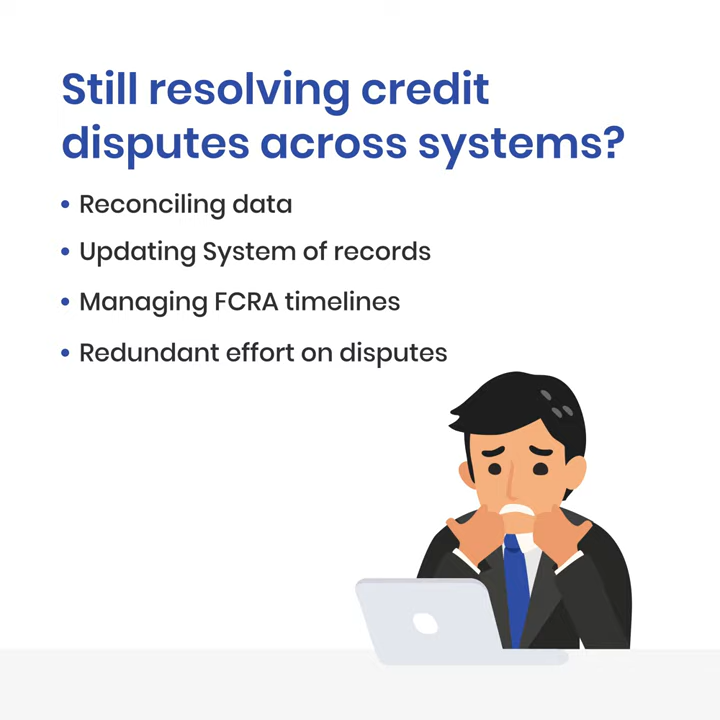 Still resolving credit
disputes across systems?
• Reconciling data
• Updating System of records
• Managing FCRA timelines
• Redundant effort on disputes